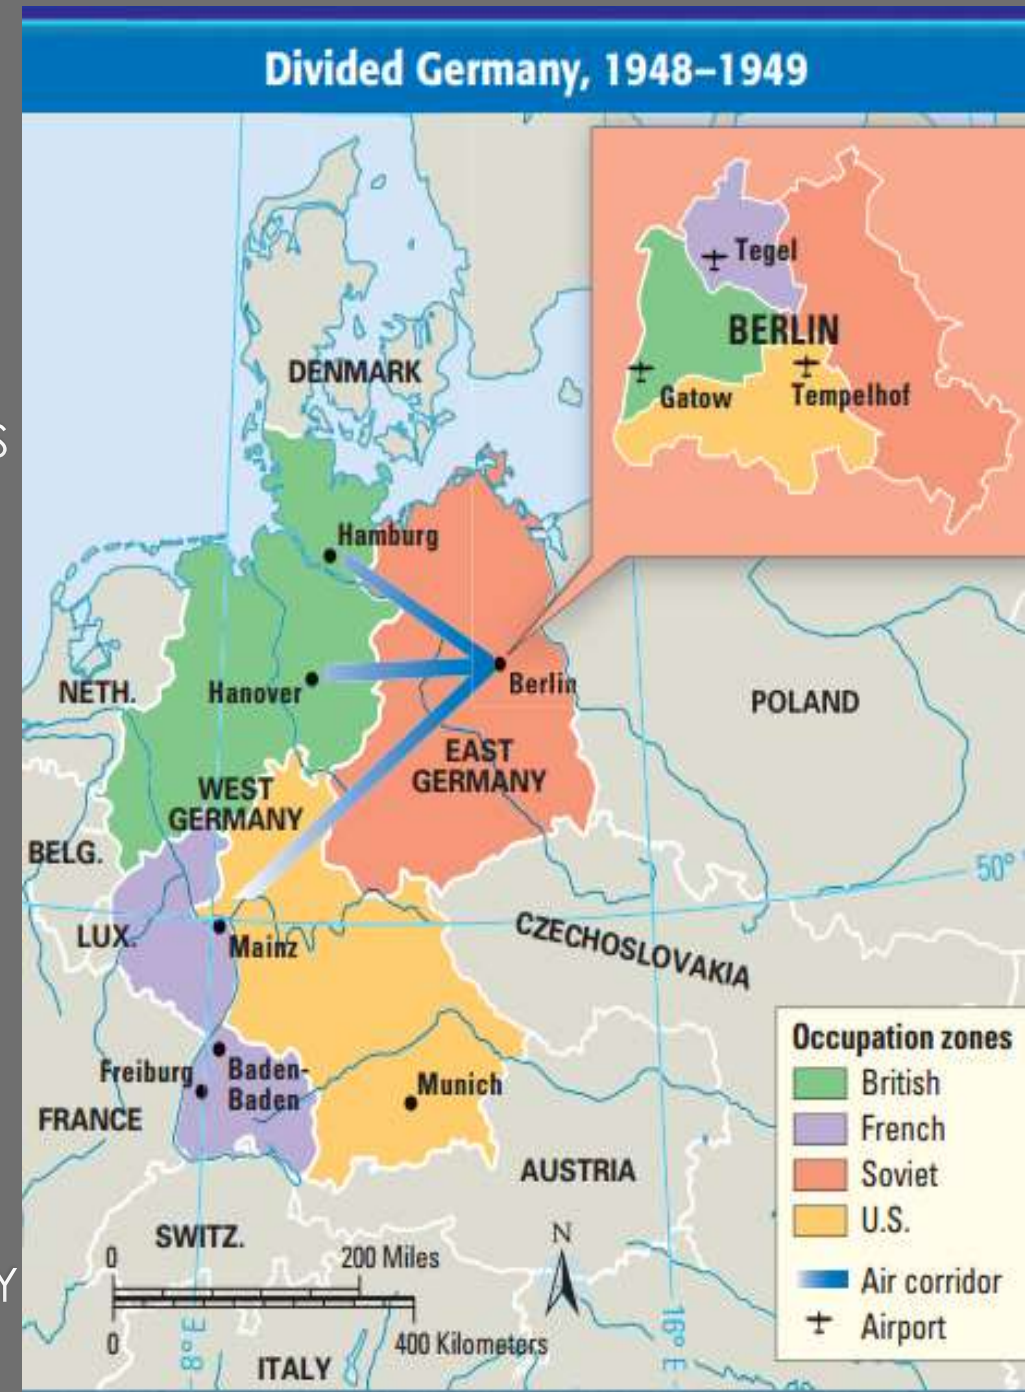 Divided Germany, 1948–1949
Tegel
BERLIN
Gatow
Tempelhof
DENMARK
S
Hamburg
NETH.
Hanover
Berlin
POLAND
EAST
GERMANY
WEST
GERMANY
BELG.
50°
LUX.
Mainz
CZECHOSLOVAKIA
Freiburg
Baden-
Baden
Munich
FRANCE
AUSTRIA
SWITZ.
N
0
200 Miles
Y
0
400 Kilometers
8°E
16°E
ITALY
Occupation zones
British
French
Soviet
U.S.
Air corridor
Airport